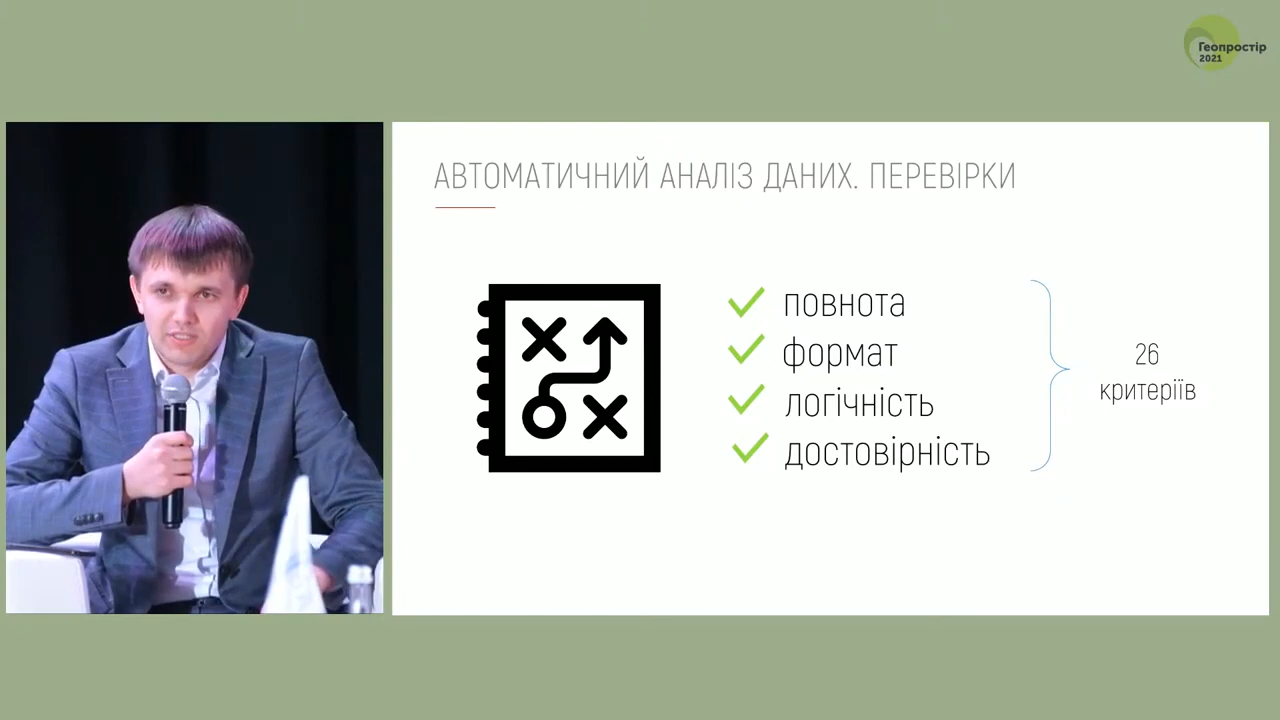 Геопростір
2021
АВТОМАТИЧНИЙ АНАЛІЗ ДАНИХ. ПЕРЕВІРКИ
повнота
формат
логічність
достовірність
26
критеріїв